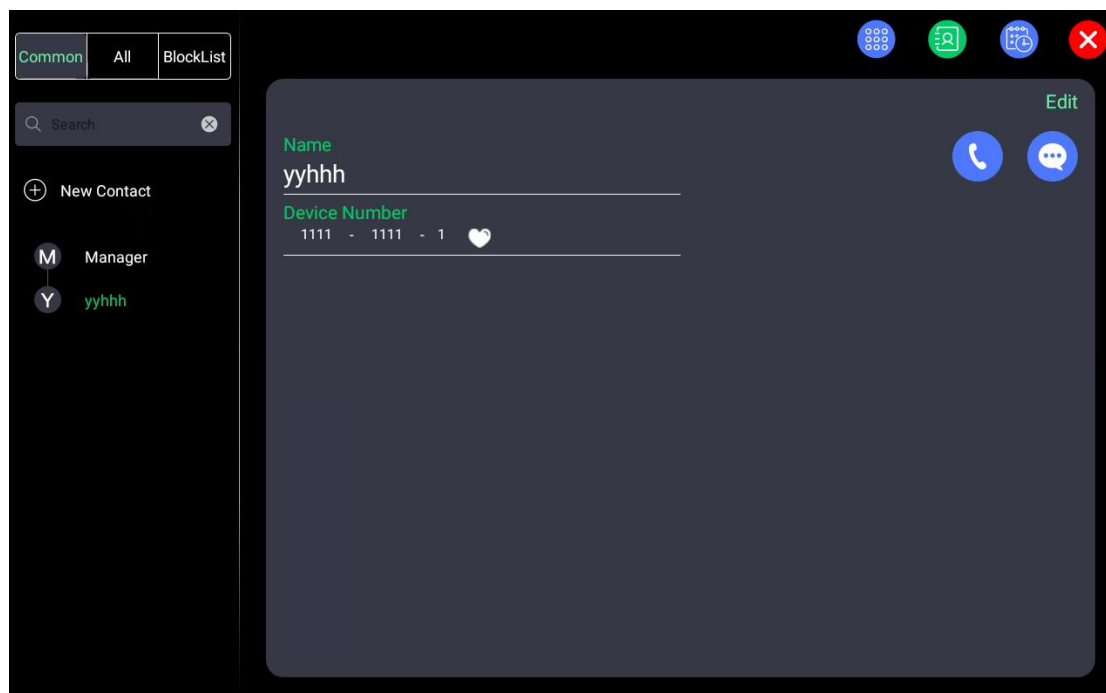 Common All BlockList
Search
New Contact
M Manager
Y yyhhh
Edit
Name
yyhhh
Device Number
1111 - 1111 - 1